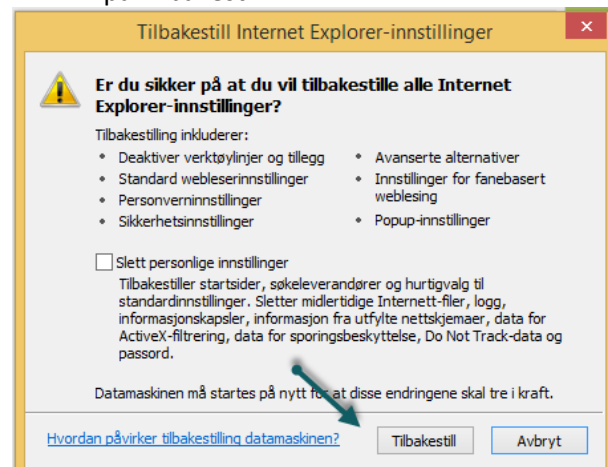 Tilbakestill Internet Explorer-innstillinger
Er du sikker på at du vil tilbakestille alle Internet
Explorer-innstillinger?
Tilbakestilling inkluderer:
• Deaktiver verktøylinjer og tillegg
• Standard webleserinnstillinger
• Personverninnstillinger
• Sikkerhetsinnstillinger
• Avanserte alternativer
• Innstillinger for fanebasert
weblesing
• Popup-innstillinger
Slett personlige innstillinger
Tilbakestiller startsider, søkeleverandører og hurtigvalg til
standardinnstillinger. Sletter midlertidige Internett-filer, logg,
informasjonskapsler, informasjon fra utfylte nettskjemaer, data for
ActiveX-filtrering, data for sporingsbeskyttelse, Do Not Track-data og
passord.
Datamaskinen må startes på nytt for at disse endringene skal tre i kraft.
Hvordan påvirker tilbakestilling datamaskinen?
Tilbakestill
Avbryt